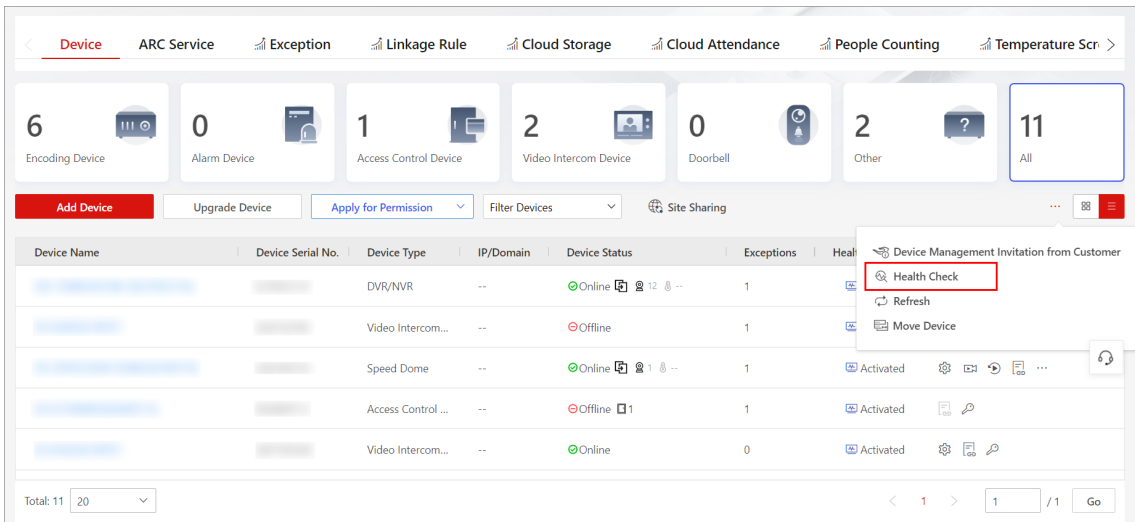 Device ARC Service Exception Linkage Rule Cloud Storage Cloud Attendance People Counting Temperature Scr
6 0 1 2 0 2 ? 11
Encoding Device Alarm Device Access Control Device Video Intercom Device Doorbell Other All
Add Device Upgrade Device Apply for Permission Filter Devices Site Sharing ...
Device Name Device Serial No. Device Type IP/Domain Device Status Exceptions Heal
Device Management Invitation from Customer
Health Check
Refresh
Move Device
DVR/NVR -- Online 12 -- 1
Video Intercom... -- Offline 1
Speed Dome -- Online 1 -- 1 Activated ...
Access Control ... -- Offline 1 1 Activated
Video Intercom... -- Online 0 Activated
Total: 11 20 < 1 > 1 / 1 Go